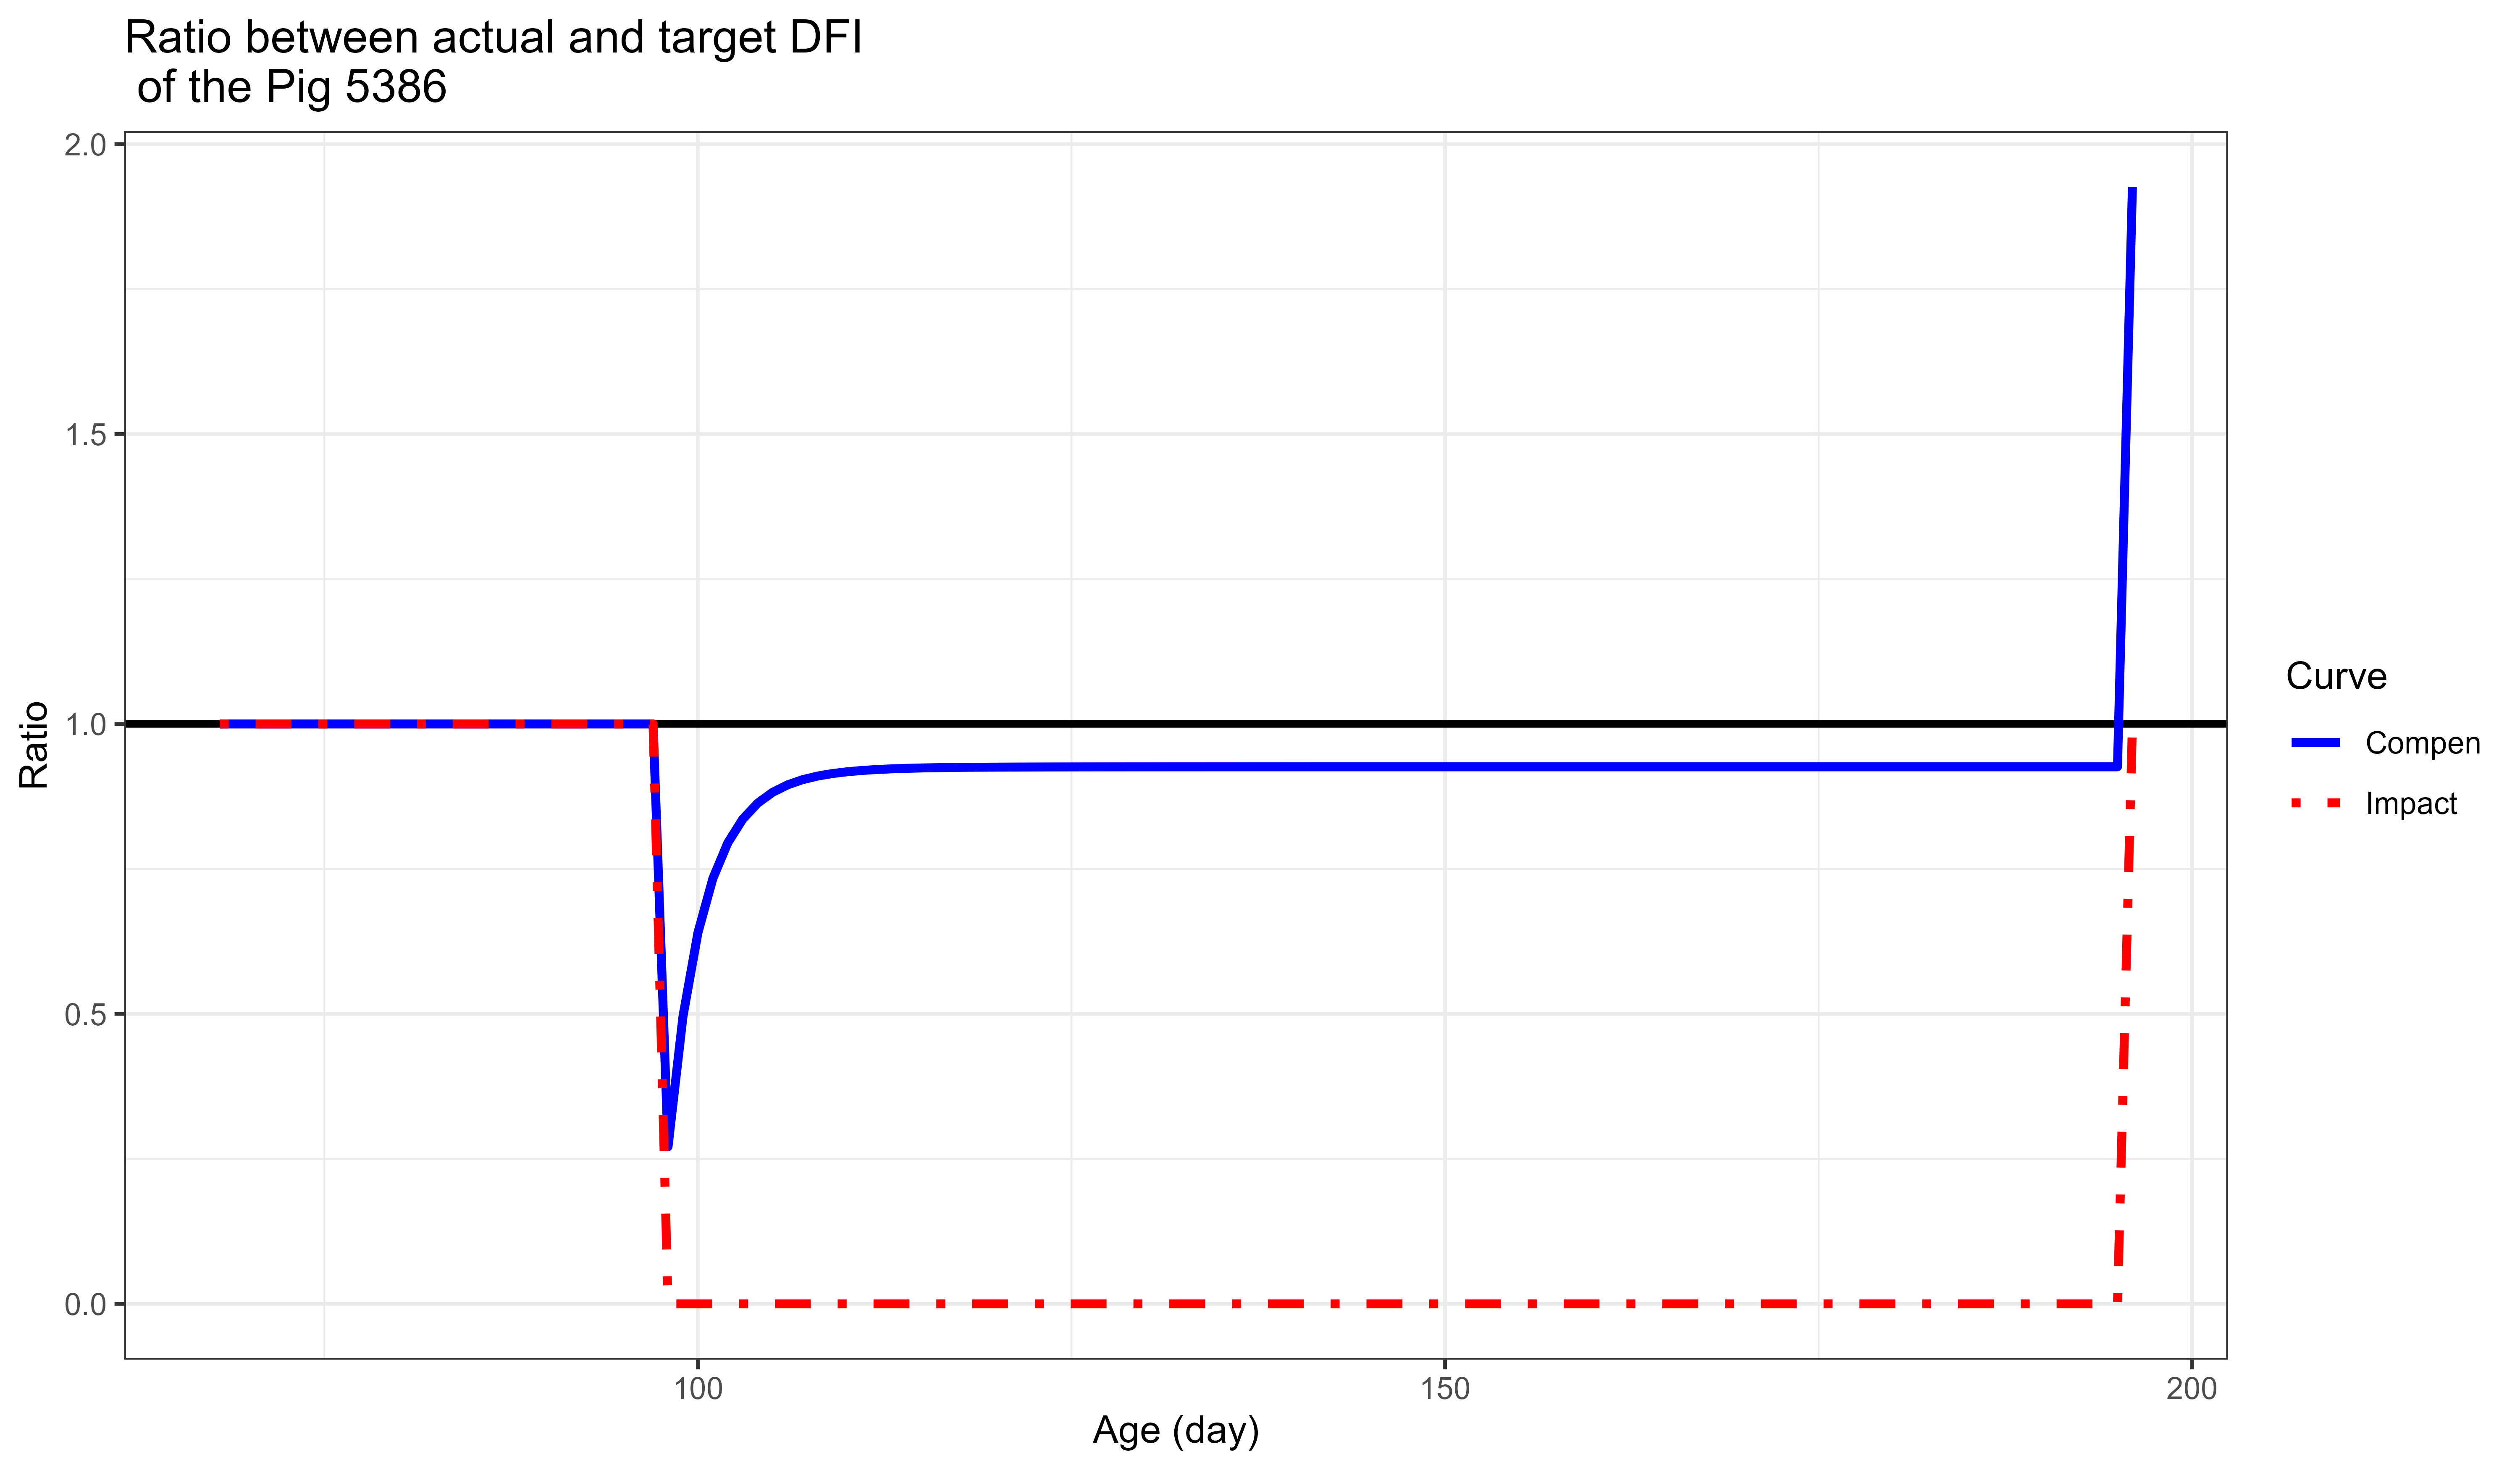 Ratio between actual and target DFI
of the Pig 5386
2.0
1.5
1.0
0.5
0.0
Ratio
100
150
200
Age (day)
Curve
Compen
Impact